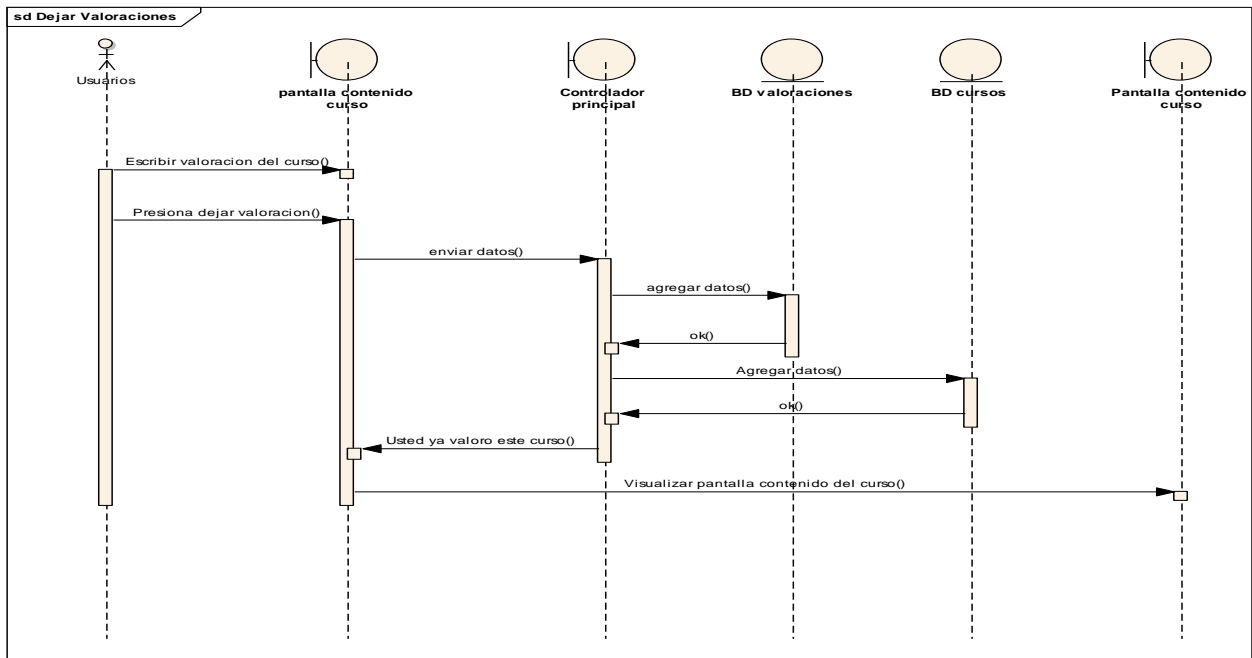 sd Dejar Valoraciones
Usuarios
pantalla contenido
curso
Controlador
principal
BD valoraciones
BD cursos
Pantalla contenido
curso
Escribir valoracion del curso()
Presiona dejar valoracion()
enviar datos()
agregar datos()
ok()
Agregar datos()
ok()
Usted ya valoro este curso()
Visualizar pantalla contenido del curso()